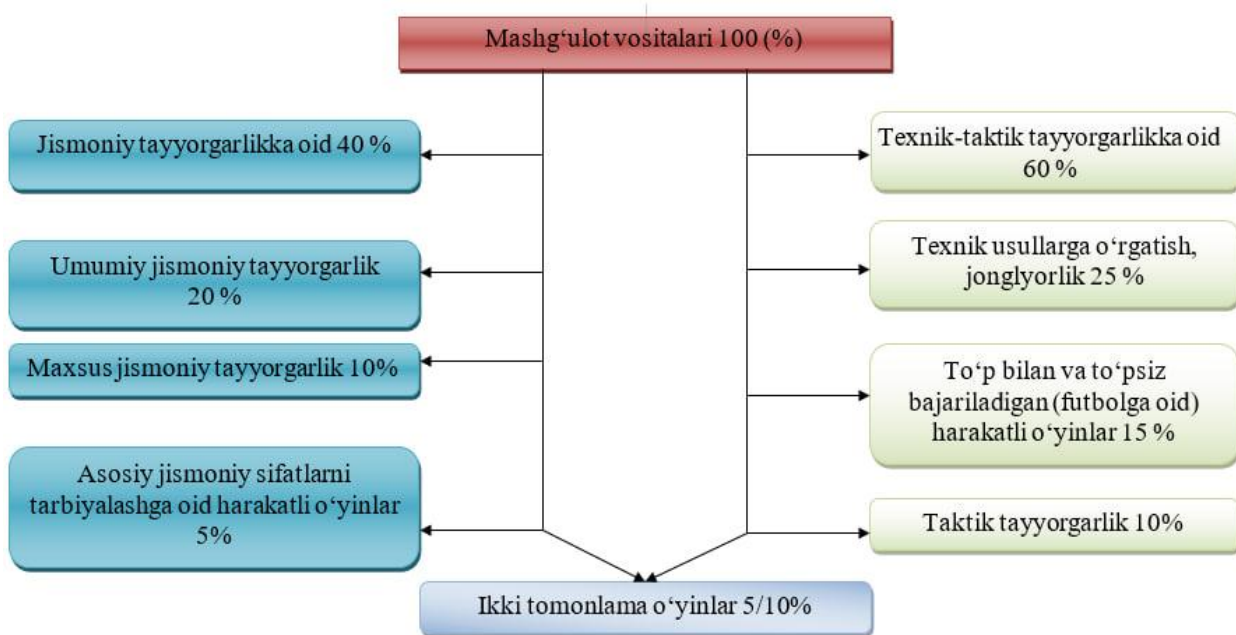 Mashg‘ulot vositalari 100 (%)
Jismoniy tayyorgarlikka oid 40 %
Umumiy jismoniy tayyorgarlik
20 %
Maxsus jismoniy tayyorgarlik 10%
Asosiy jismoniy sifatlarni
tarbiyalashga oid harakatli o‘yinlar
5%
Texnik-taktik tayyorgarlikka oid
60 %
Texnik usullarga o‘rgatish,
jonglyorlik 25 %
To‘p bilan va to‘psiz
bajariladigan (futbolga oid)
harakatli o‘yinlar 15 %
Taktik tayyorgarlik 10%
Ikki tomonlama o‘yinlar 5/10%